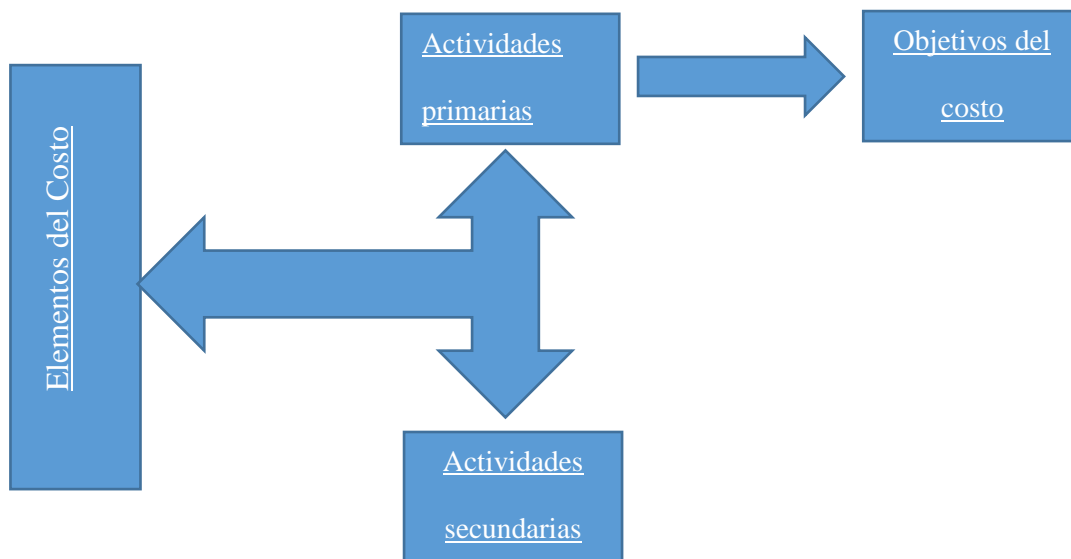 Elementos del Costo
Actividades
primarias
Objetivos del
costo
Actividades
secundarias